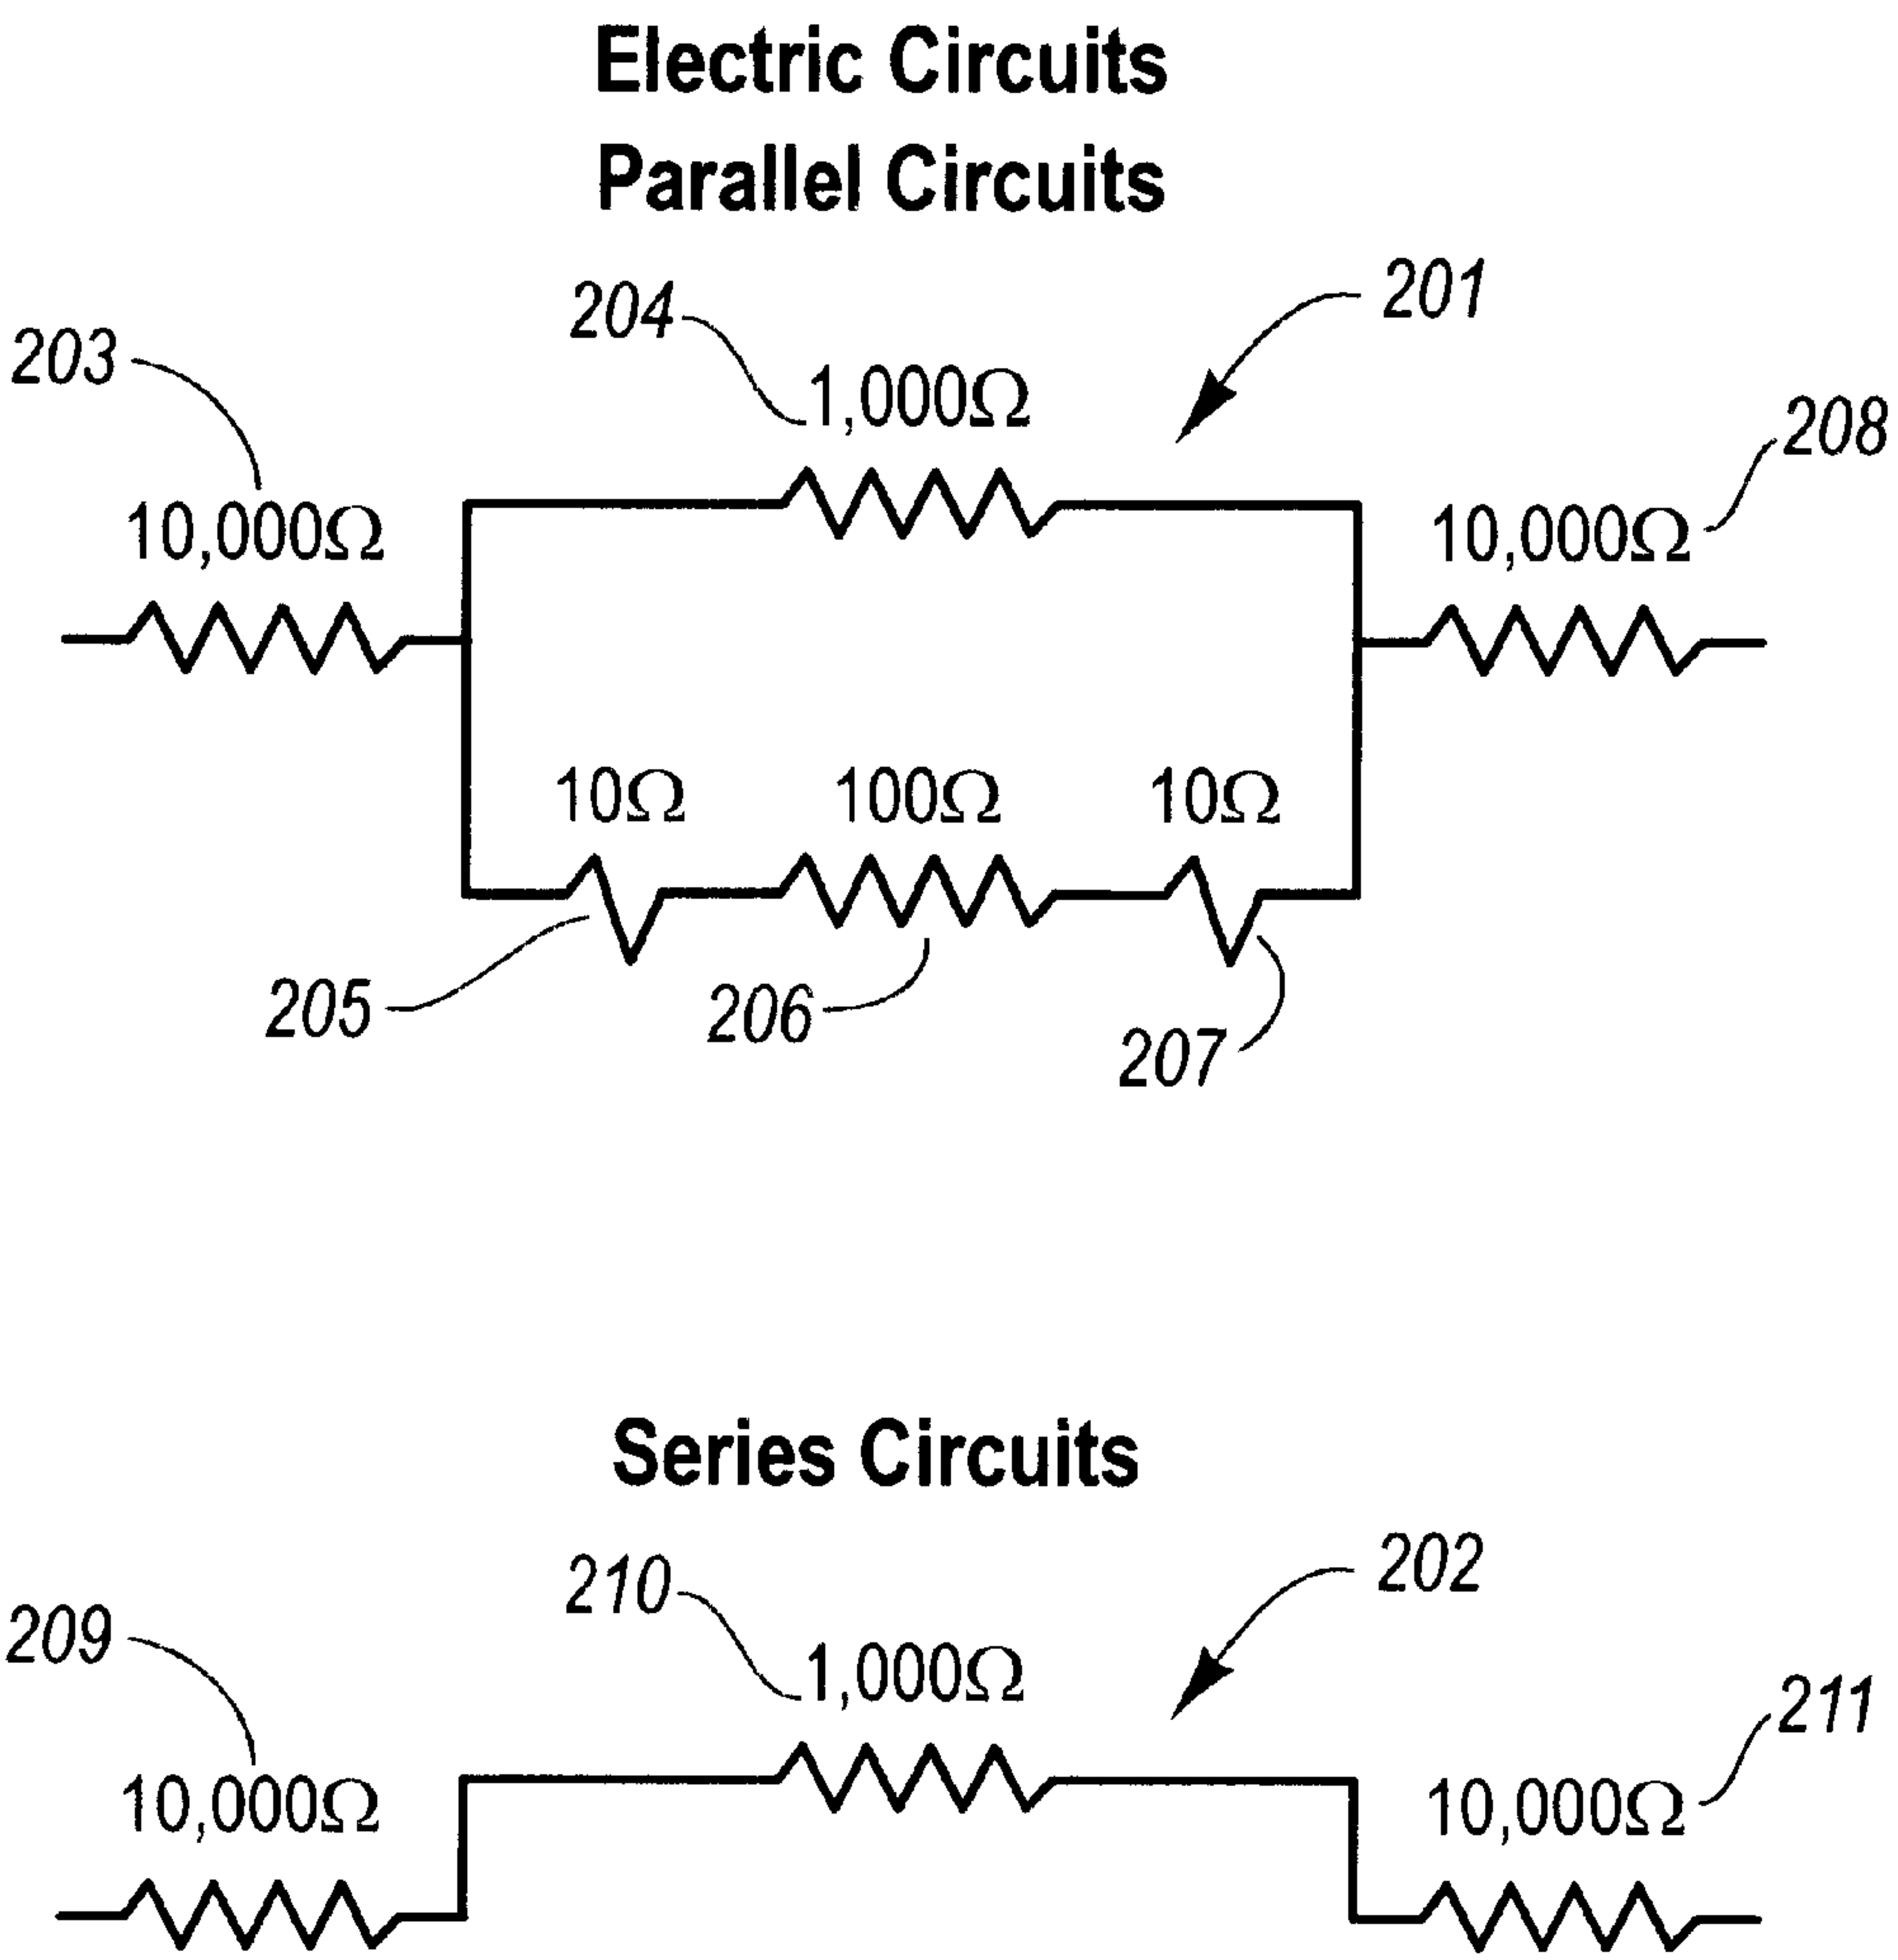 Electric Circuits
Parallel Circuits
201
204
203
1,000Ω
208
10,000Ω
10,000Ω
10Ω 100Ω 10Ω
205
206
207
Series Circuits
202
210
209
1,000Ω
211
10,000Ω
10,000Ω